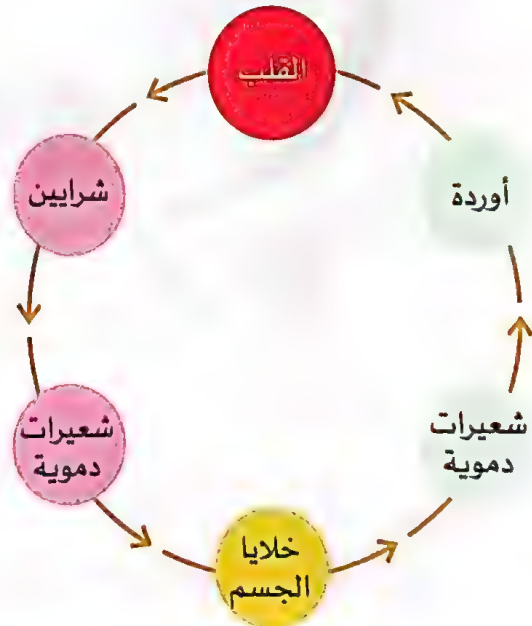 القلب
شرايين
شعيرات
دموية
خلايا
الجسم
شعيرات
دموية
أوردة